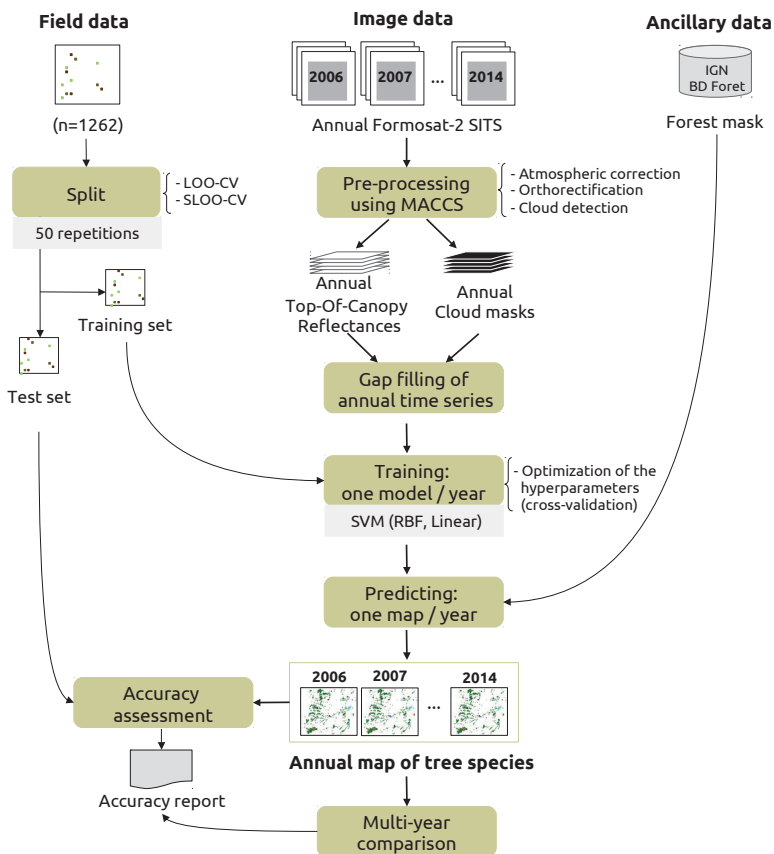 Field data
Image data
Ancillary data
2006
2007
...
2014
IGN
BD Foret
(n=1262)
Annual Formosat-2 SITS
Forest mask
Split
- LOO-CV
- SLOO-CV
50 repetitions
Pre-processing
using MACCS
- Atmospheric correction
- Orthorectification
- Cloud detection
Training set
Test set
Annual
Top-Of-Canopy
Reflectances
Annual
Cloud masks
Gap filling of
annual time series
Training:
one model / year
SVM (RBF, Linear)
- Optimization of the
hyperparameters
(cross-validation)
Predicting:
one map / year
2006
2007
...
2014
Accuracy
assessment
Annual map of tree species
Accuracy report
Multi-year
comparison